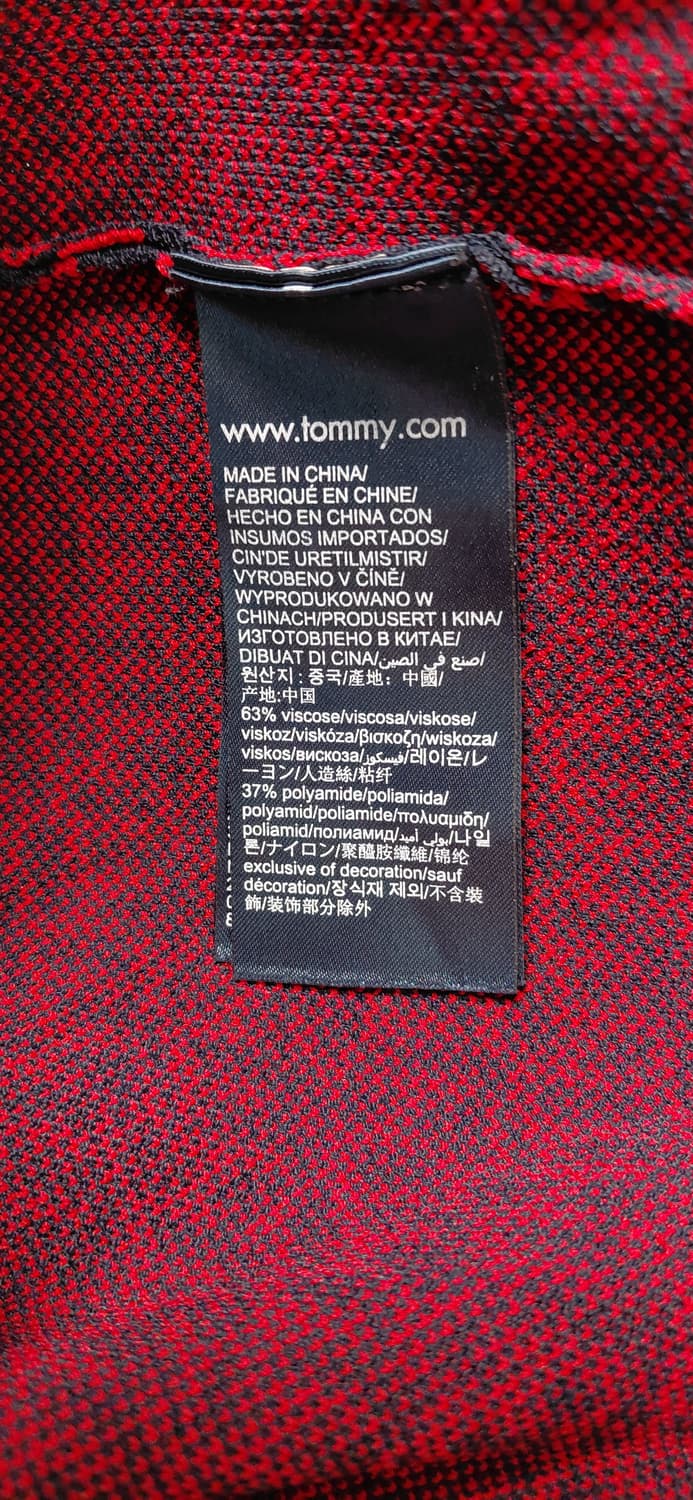 www.tommy.com
MADE IN CHINA/
FABRIQUÉ EN CHINE/
HECHO EN CHINA CON
INSUMOS IMPORTADOS/
CIN'DE URETILMISTIR/
VYROBENO V ČÍNĚ/
WYPRODUKOWANO W
CHINACH/PRODUSERT I KINA/
ИЗГОТОВЛЕНО В КИТАЕ/
DIBUAT DI CINA/صنع في الصين/
원산지 : 중국/產地：中國/
产地:中国
63% viscose/viscosa/viskose/
viskoz/viskóza/βισκοζη/wiskoza/
viskos/вискоза/فيسكوز/레이온/レ
ーヨン/人造絲/粘纤
37% polyamide/poliamida/
polyamid/poliamide/πολυαμιδη/
poliamid/полиамид/بولي أميد/나일
론/ナイロン/聚醯胺纖維/锦纶
exclusive of decoration/sauf
décoration/장식재 제외/不含裝
飾/装饰部分除外